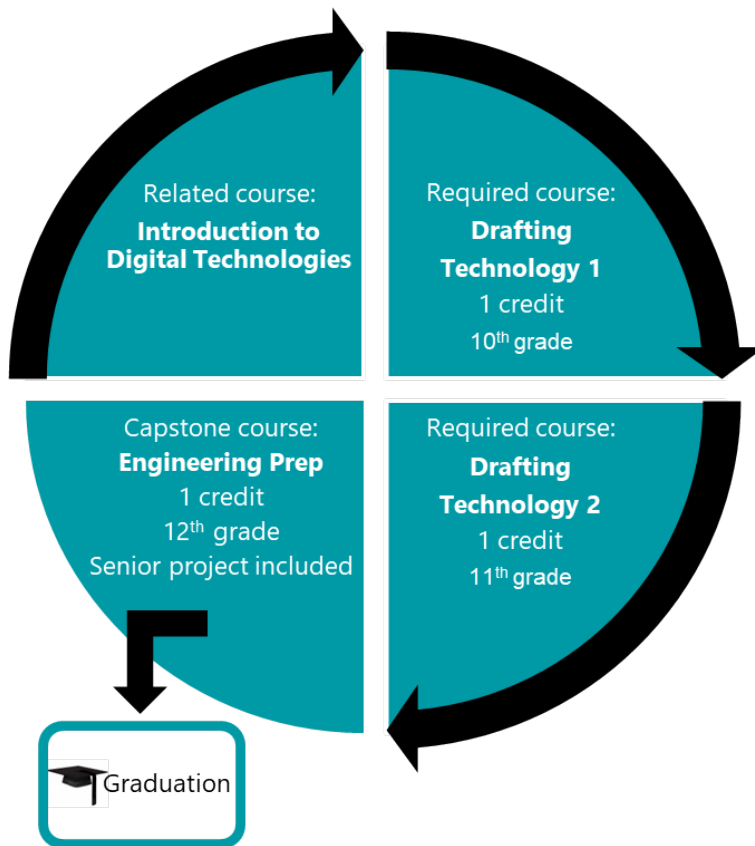 Related course:
Introduction to
Digital Technologies
Required course:
Drafting
Technology 1
1 credit
10th grade
Required course:
Drafting
Technology 2
1 credit
11th grade
Capstone course:
Engineering Prep
1 credit
12th grade
Senior project included
Graduation